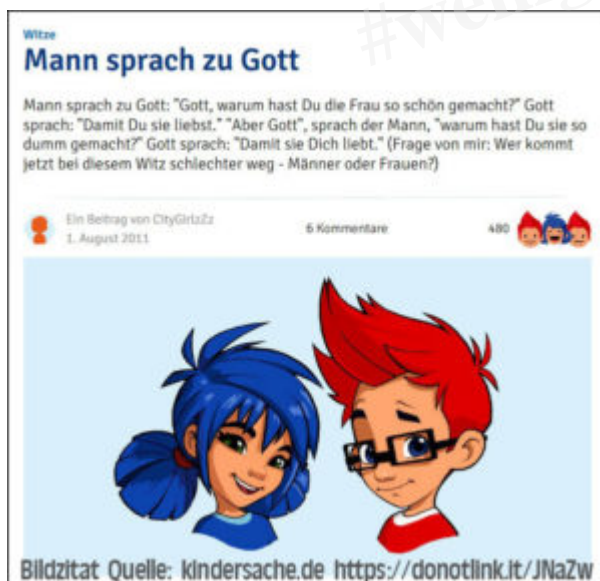 Witze
Mann sprach zu Gott
Mann sprach zu Gott: "Gott, warum hast Du die Frau so schön gemacht?" Gott
sprach: "Damit Du sie liebst." "Aber Gott", sprach der Mann, "warum hast Du sie so
dumm gemacht?" Gott sprach: "Damit sie Dich liebt." (Frage von mir: Wer kommt
jetzt bei diesem Witz schlechter weg - Männer oder Frauen?)
Ein Beitrag von CityGirlzZz
1. August 2011
6 Kommentare
480
Bildzitat Quelle: kindersache.de https://donotlink.it/JNaZw